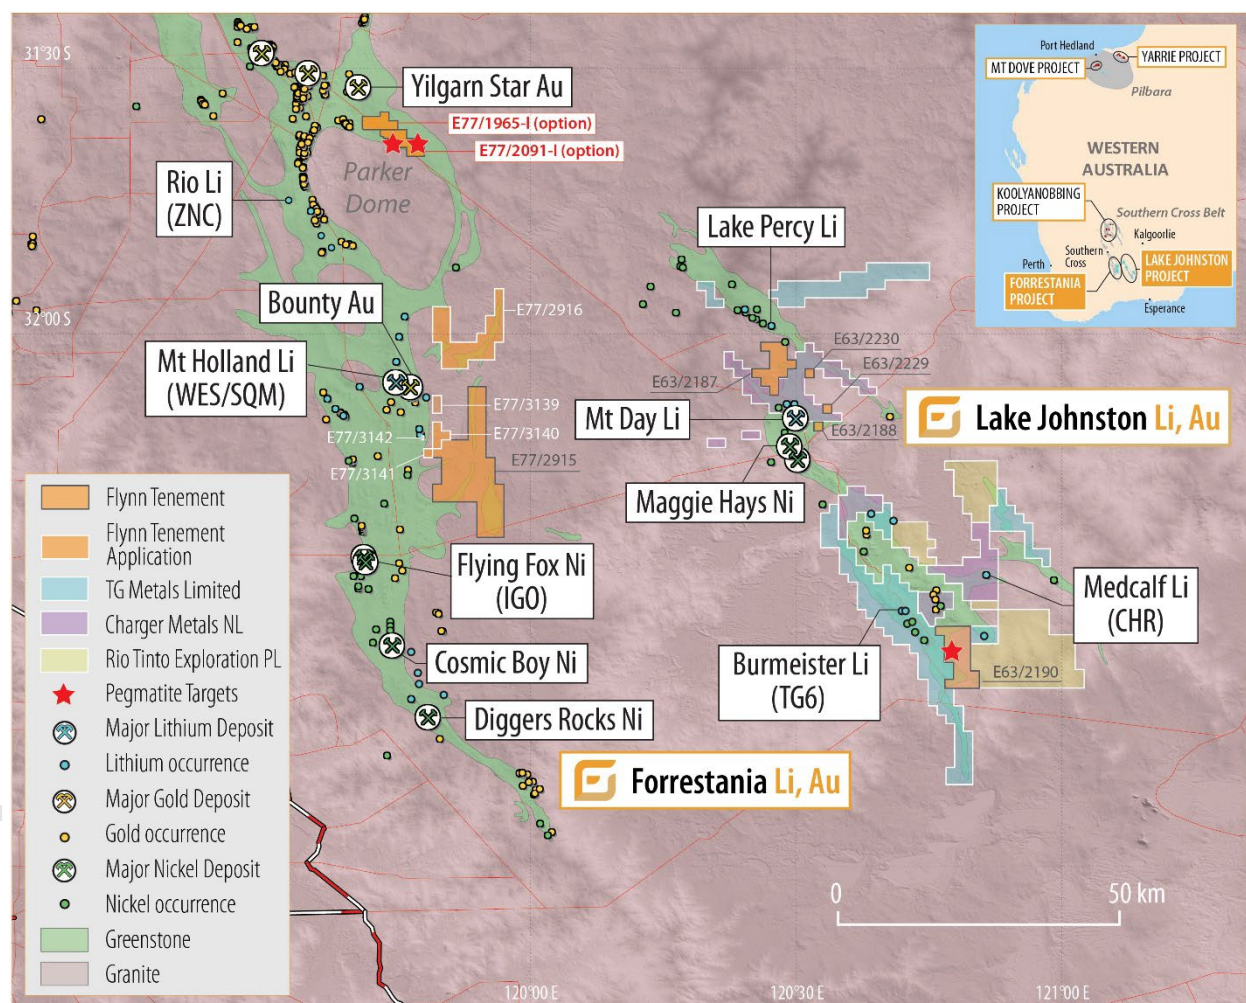 31°30 S
Yilgarn Star Au
E77/1965-I (option)
E77/2091-I (option)
Parker
Dome
Rio Li
(ZNC)
Lake Percy Li
Bounty Au
E77/2916
32°00 S
Mt Holland Li
(WES/SQM)
E63/2230
E63/2229
E63/2187
E77/3139
Mt Day Li
E63/2188
E77/3142
E77/3140
E77/3141
E77/2915
Lake Johnston Li, Au
Maggie Hays Ni
Flying Fox Ni
(IGO)
Medcalf Li
(CHR)
Cosmic Boy Ni
Burmeister Li
(TG6)
E63/2190
Diggers Rocks Ni
Forrestania Li, Au
0
50 km
120°00 E
120°30 E
121°00 E
Flynn Tenement
Flynn Tenement
Application
TG Metals Limited
Charger Metals NL
Rio Tinto Exploration PL
Pegmatite Targets
Major Lithium Deposit
Lithium occurrence
Major Gold Deposit
Gold occurrence
Major Nickel Deposit
Nickel occurrence
Greenstone
Granite
Port Hedland
YARRIE PROJECT
MT DOVE PROJECT
Pilbara
WESTERN
AUSTRALIA
KOOLYANOBBING
PROJECT
Southern Cross Belt
Kalgoorlie
Southern
Cross
Perth
LAKE JOHNSTON
PROJECT
FORRESTANIA
PROJECT
Esperance